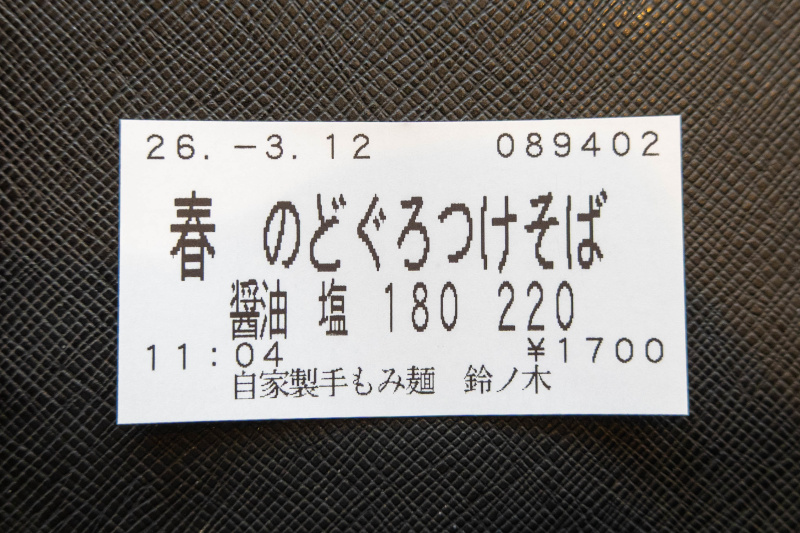 26.-3.12 089402
春 のどぐろつけそば
醤油 塩 180 220
11:04 ¥1700
自家製手もみ麺 鈴ノ木